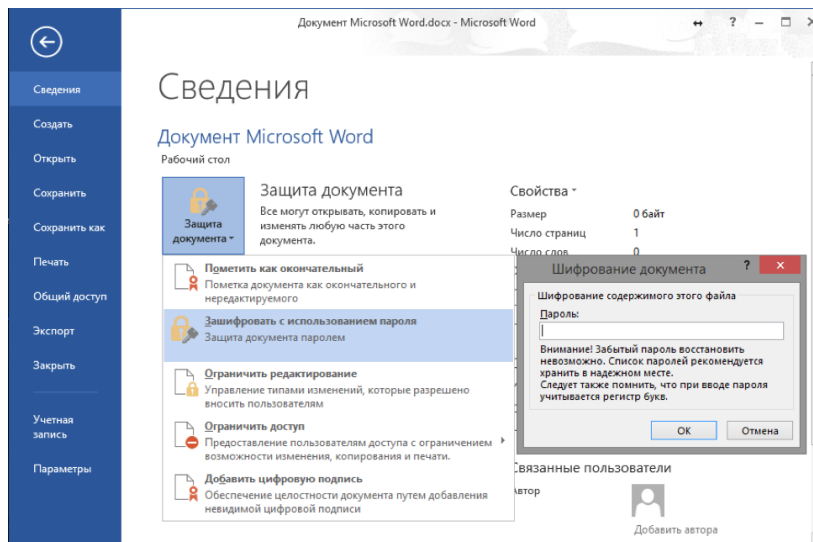 Документ Microsoft Word.docx - Microsoft Word
Сведения
Создать
Открыть
Сохранить
Сохранить как
Печать
Общий доступ
Экспорт
Закрыть
Учетная
запись
Параметры
Сведения
Документ Microsoft Word
Рабочий стол
Защита
документа
Защита документа
Все могут открывать, копировать и
изменять любую часть этого
документа.
Пометить как окончательный
Пометка документа как окончательного и
нередактируемого
Зашифровать с использованием пароля
Защита документа паролем
Ограничить редактирование
Управление типами изменений, которые разрешено
вносить пользователям
Ограничить доступ
Предоставление пользователям доступа с ограничением
возможности изменения, копирования и печати.
Добавить цифровую подпись
Обеспечение целостности документа путем добавления
невидимой цифровой подписи
Свойства
Размер 0 байт
Число страниц 1
Число слов 0
Шифрование документа ?
Шифрование содержимого этого файла
Пароль:
Внимание! Забытый пароль восстановить
невозможно. Список паролей рекомендуется
хранить в надежном месте.
Следует также помнить, что при вводе пароля
учитывается регистр букв.
ОК Отмена
Связанные пользователи
Автор
Добавить автора